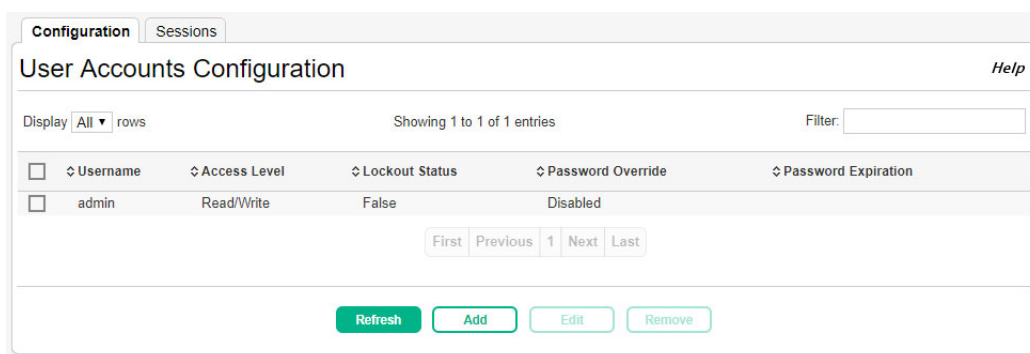 Configuration Sessions
User Accounts Configuration Help
Display All rows Showing 1 to 1 of 1 entries Filter:
Username Access Level Lockout Status Password Override Password Expiration
admin Read/Write False Disabled
First Previous 1 Next Last
Refresh Add Edit Remove